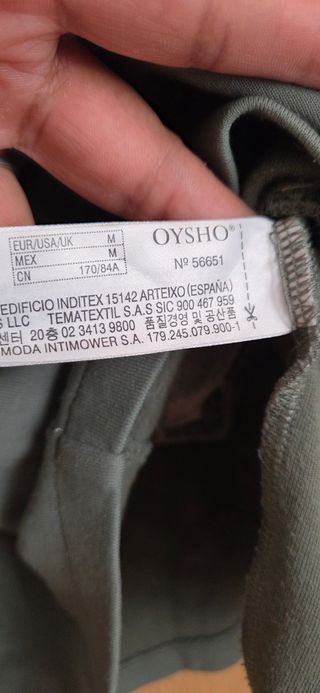 EUR/USA/UK M
MEX M
CN 170/84A
OYSHO®
Nº 56651
EDIFICIO INDITEX 15142 ARTEIXO (ESPAÑA)
S LLC TEMATEXTIL S.A.S SIC 900 467 959
센터 20층 02 3413 9800 품질경영 및 공산품
MODA INTIMOWER S.A. 179.245.079.900-1